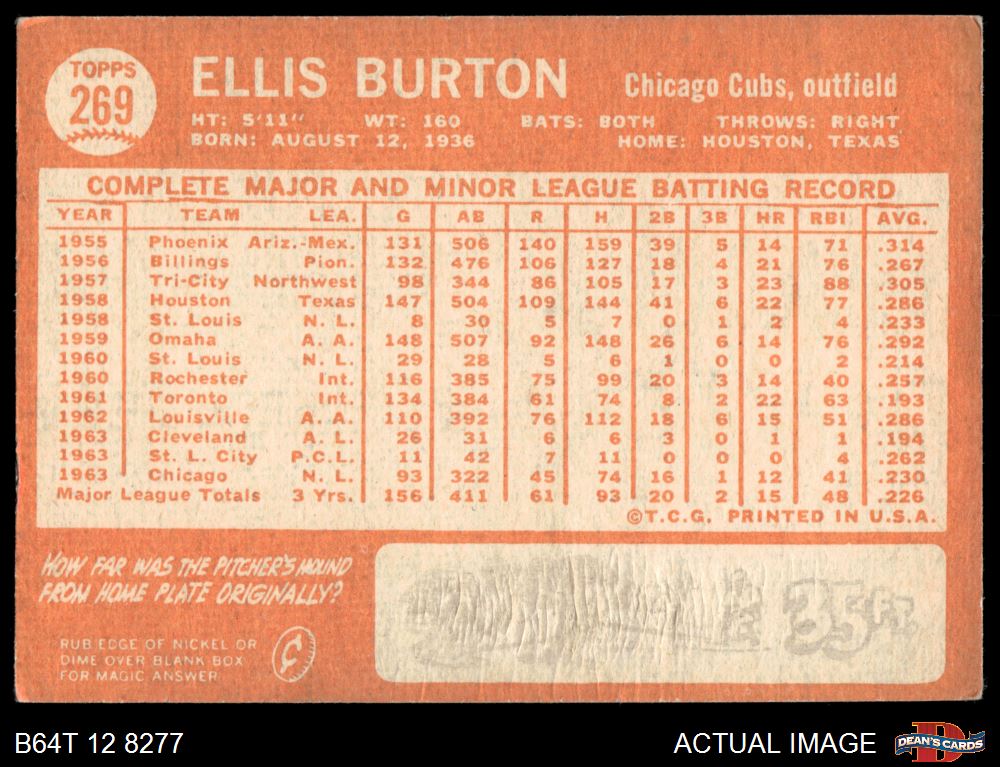 TOPPS
269
ELLIS BURTON
Chicago Cubs, outfield
HT: 5'11" WT: 160 BATS: BOTH THROWS: RIGHT
BORN: AUGUST 12, 1936 HOME: HOUSTON, TEXAS
COMPLETE MAJOR AND MINOR LEAGUE BATTING RECORD
YEAR TEAM LEA. G AB R H 2B 3B HR RBI AVG.
1955 Phoenix Ariz.-Mex. 131 506 140 159 39 5 14 71 .314
1956 Billings Pion. 132 476 106 127 18 4 21 76 .267
1957 Tri-City Northwest 98 344 86 105 17 3 23 88 .305
1958 Houston Texas 147 504 109 144 41 6 22 77 .286
1958 St. Louis N. L. 8 30 5 7 0 1 2 4 .233
1959 Omaha A. A. 148 507 92 148 26 6 14 76 .292
1960 St. Louis N. L. 29 28 5 6 1 0 0 2 .214
1960 Rochester Int. 116 385 75 99 20 3 14 40 .257
1961 Toronto Int. 134 384 61 74 8 2 22 63 .193
1962 Louisville A. A. 110 392 76 112 18 6 15 51 .286
1963 Cleveland A. L. 26 31 6 6 3 0 1 1 .194
1963 St. L. City P.C.L. 11 42 7 11 0 0 0 4 .262
1963 Chicago N. L. 93 322 45 74 16 1 12 41 .230
Major League Totals 3 Yrs. 156 411 61 93 20 2 15 48 .226
©T.C.G. PRINTED IN U.S.A.
HOW FAR WAS THE PITCHER'S MOUND
FROM HOME PLATE ORIGINALLY?
35 FT.
RUB EDGE OF NICKEL OR
DIME OVER BLANK BOX
FOR MAGIC ANSWER
¢
B64T 12 8277
ACTUAL IMAGE
D
DEAN'S CARDS